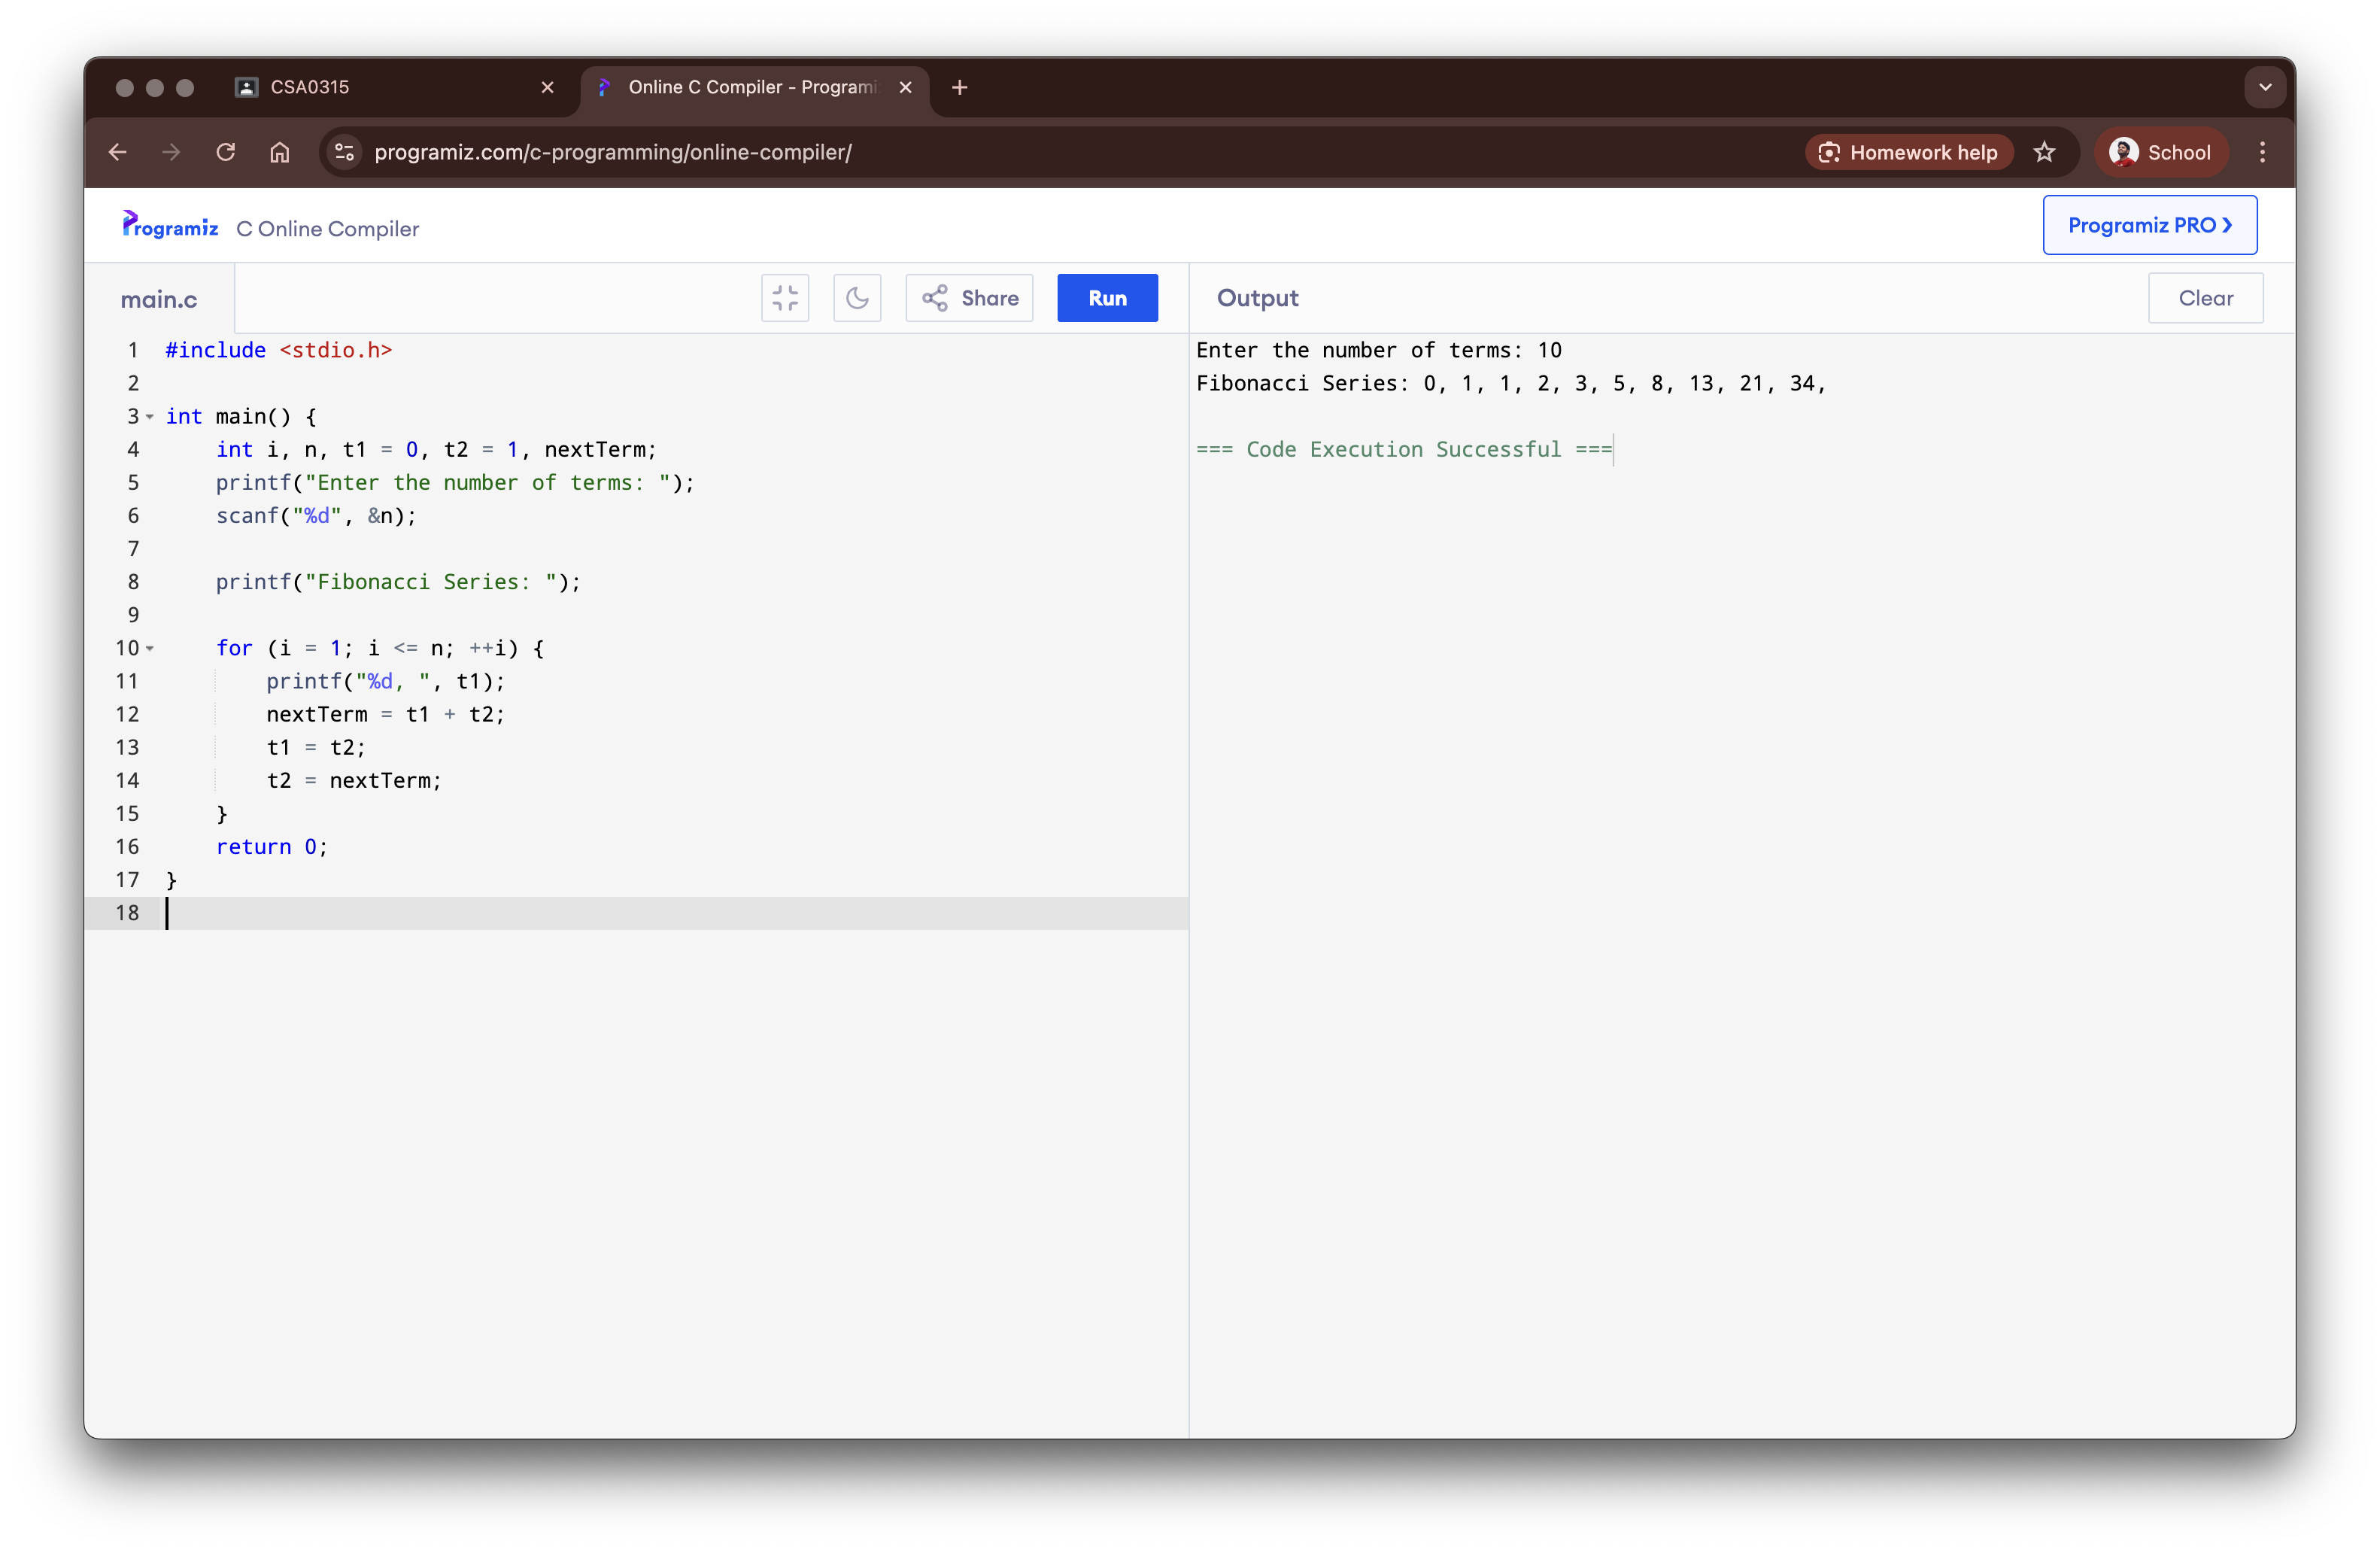 CSA0315
Online C Compiler - Programi
programiz.com/c-programming/online-compiler/
Homework help
School
Programiz
C Online Compiler
Programiz PRO ❯
main.c
Share
Run
Output
Clear
1 #include <stdio.h>
2
3 int main() {
4     int i, n, t1 = 0, t2 = 1, nextTerm;
5     printf("Enter the number of terms: ");
6     scanf("%d", &n);
7
8     printf("Fibonacci Series: ");
9
10     for (i = 1; i <= n; ++i) {
11         printf("%d, ", t1);
12         nextTerm = t1 + t2;
13         t1 = t2;
14         t2 = nextTerm;
15     }
16     return 0;
17 }
18
Enter the number of terms: 10
Fibonacci Series: 0, 1, 1, 2, 3, 5, 8, 13, 21, 34,
=== Code Execution Successful ===